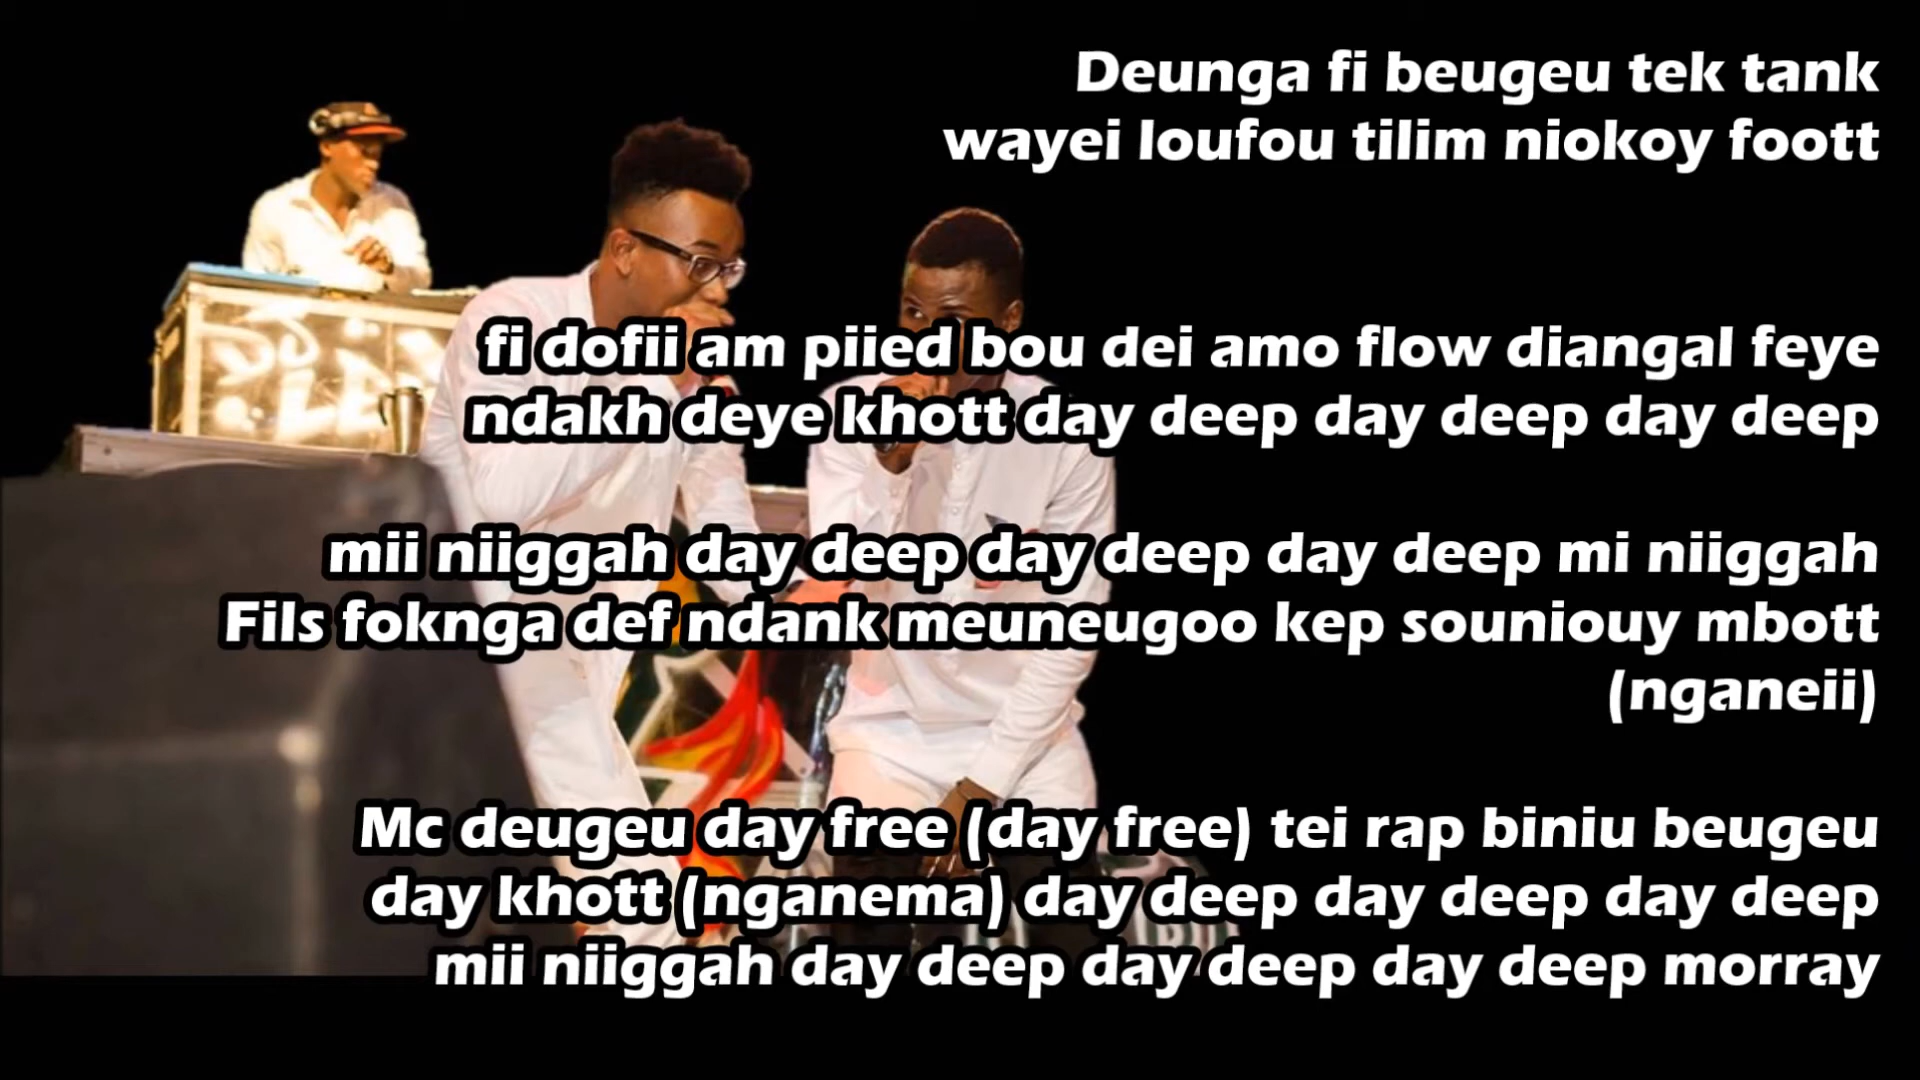 Deunga fi beugeu tek tank
wayei loufou tilim niokoy foott
fi dofii am piied bou dei amo flow diangal feye
ndakh deye khott day deep day deep day deep
mii niiggah day deep day deep day deep mi niiggah
Fils foknga def ndank meuneugoo kep souniouy mbott
(nganeii)
Mc deugeu day free (day free) tei rap biniu beugeu
day khott (nganema) day deep day deep day deep
mii niiggah day deep day deep day deep morray